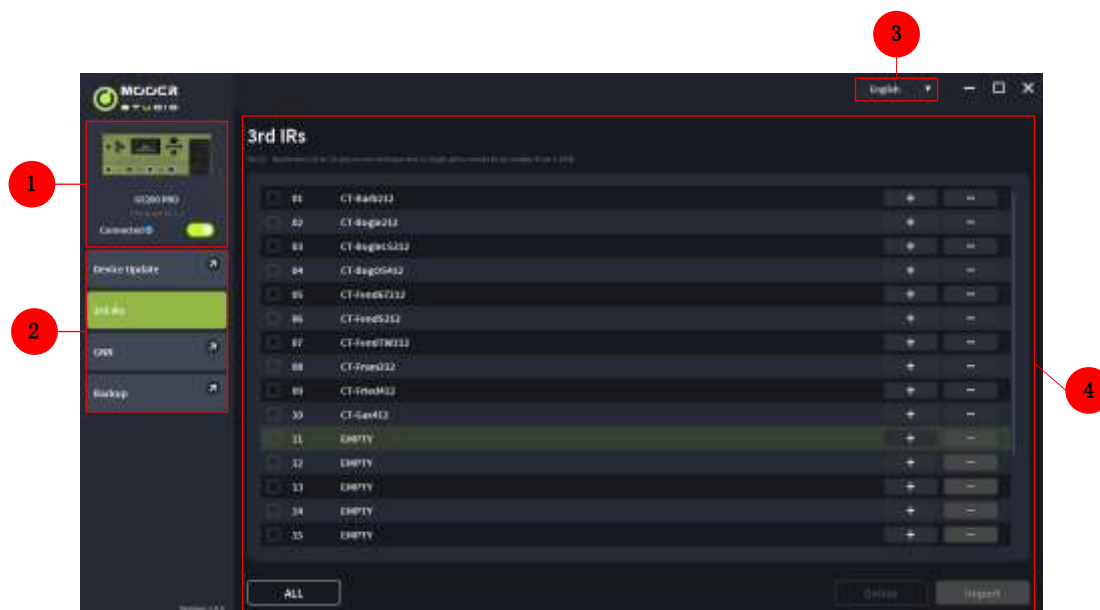 3
MOOER
STUDIO
English ▼
3rd IRs
1
GE200 PRO
Connected
Device Update
3rd IRs
GNR
Backup
2
4
01 CT-Barb212 + −
02 CT-Bogie212 + −
03 CT-BogieLS212 + −
04 CT-BogDS412 + −
05 CT-Fend67212 + −
06 CT-FendS212 + −
07 CT-FendTW212 + −
08 CT-Fram212 + −
09 CT-Fried412 + −
10 CT-Gas412 + −
11 EMPTY + −
12 EMPTY + −
13 EMPTY + −
14 EMPTY + −
15 EMPTY + −
ALL
Delete
Import